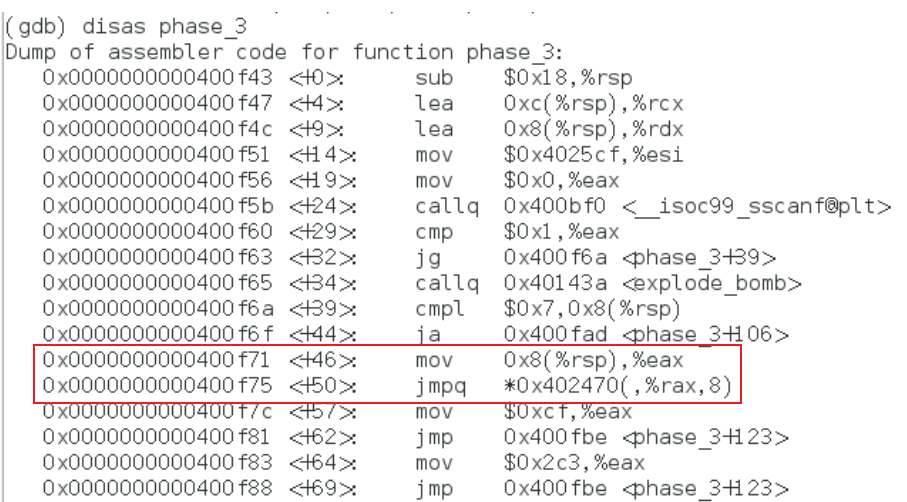 (gdb) disas phase_3
Dump of assembler code for function phase_3:
0x0000000000400f43 <+0>: sub $0x18,%rsp
0x0000000000400f47 <+4>: lea 0xc(%rsp),%rcx
0x0000000000400f4c <+9>: lea 0x8(%rsp),%rdx
0x0000000000400f51 <+14>: mov $0x4025cf,%esi
0x0000000000400f56 <+19>: mov $0x0,%eax
0x0000000000400f5b <+24>: callq 0x400bf0 <__isoc99_sscanf@plt>
0x0000000000400f60 <+29>: cmp $0x1,%eax
0x0000000000400f63 <+32>: jg 0x400f6a <phase_3+39>
0x0000000000400f65 <+34>: callq 0x40143a <explode_bomb>
0x0000000000400f6a <+39>: cmpl $0x7,0x8(%rsp)
0x0000000000400f6f <+44>: ja 0x400fad <phase_3+106>
0x0000000000400f71 <+46>: mov 0x8(%rsp),%eax
0x0000000000400f75 <+50>: jmpq *0x402470(,%rax,8)
0x0000000000400f7c <+57>: mov $0xcf,%eax
0x0000000000400f81 <+62>: jmp 0x400fbe <phase_3+123>
0x0000000000400f83 <+64>: mov $0x2c3,%eax
0x0000000000400f88 <+69>: jmp 0x400fbe <phase_3+123>